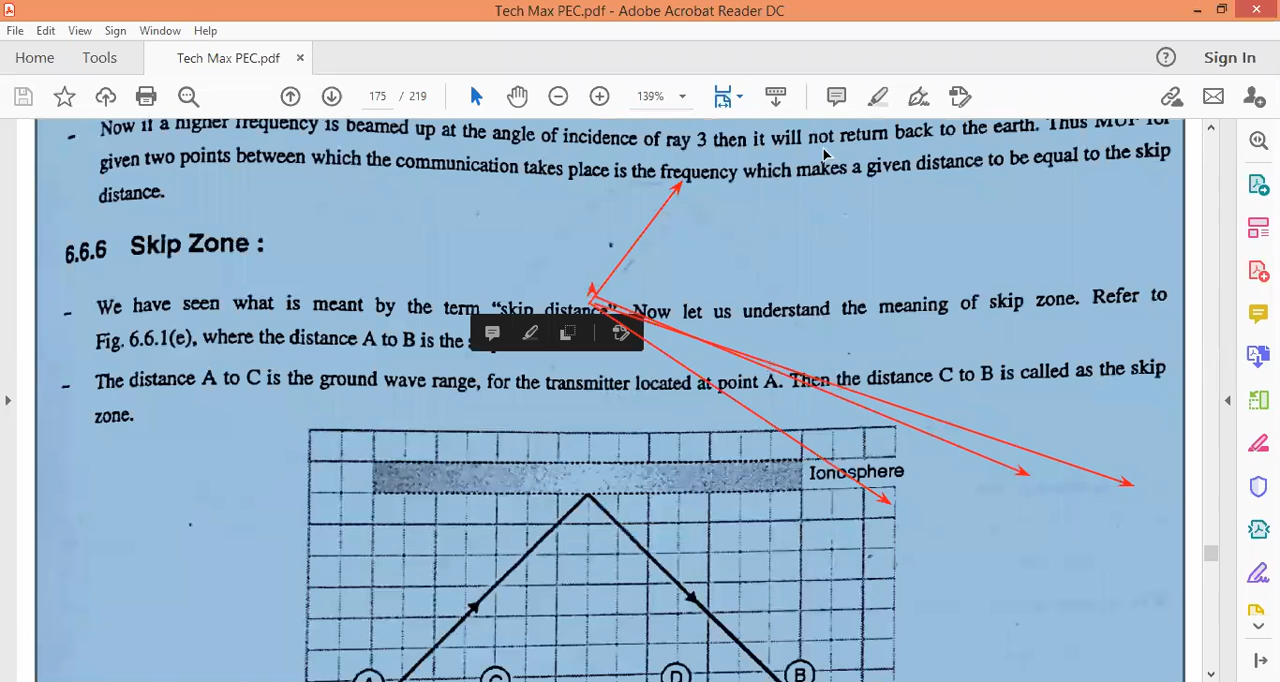 Tech Max PEC.pdf - Adobe Acrobat Reader DC
File Edit View Sign Window Help
Home Tools Tech Max PEC.pdf × Sign In
175 / 219 139%
- Now if a higher frequency is beamed up at the angle of incidence of ray 3 then it will not return back to the earth. Thus MUF for
given two points between which the communication takes place is the frequency which makes a given distance to be equal to the skip
distance.
6.6.6 Skip Zone :
- We have seen what is meant by the term "skip distance". Now let us understand the meaning of skip zone. Refer to
Fig. 6.6.1(e), where the distance A to B is the
- The distance A to C is the ground wave range, for the transmitter located at point A. Then the distance C to B is called as the skip
zone.
Ionosphere
A C D B